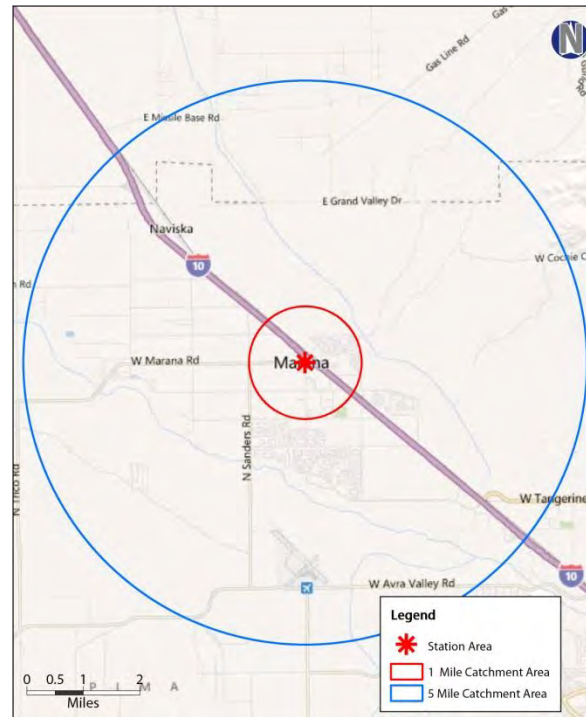 N
Gas Line Rd
E Missile Base Rd
E Grand Valley Dr
Naviska
W Cochie C
10
Rd
W Marana Rd
Marana
N Sanders Rd
N Trico Rd
W Tangerine
W Avra Valley Rd
10
Legend
Station Area
1 Mile Catchment Area
5 Mile Catchment Area
0 0.5 1 2
Miles
P I M A